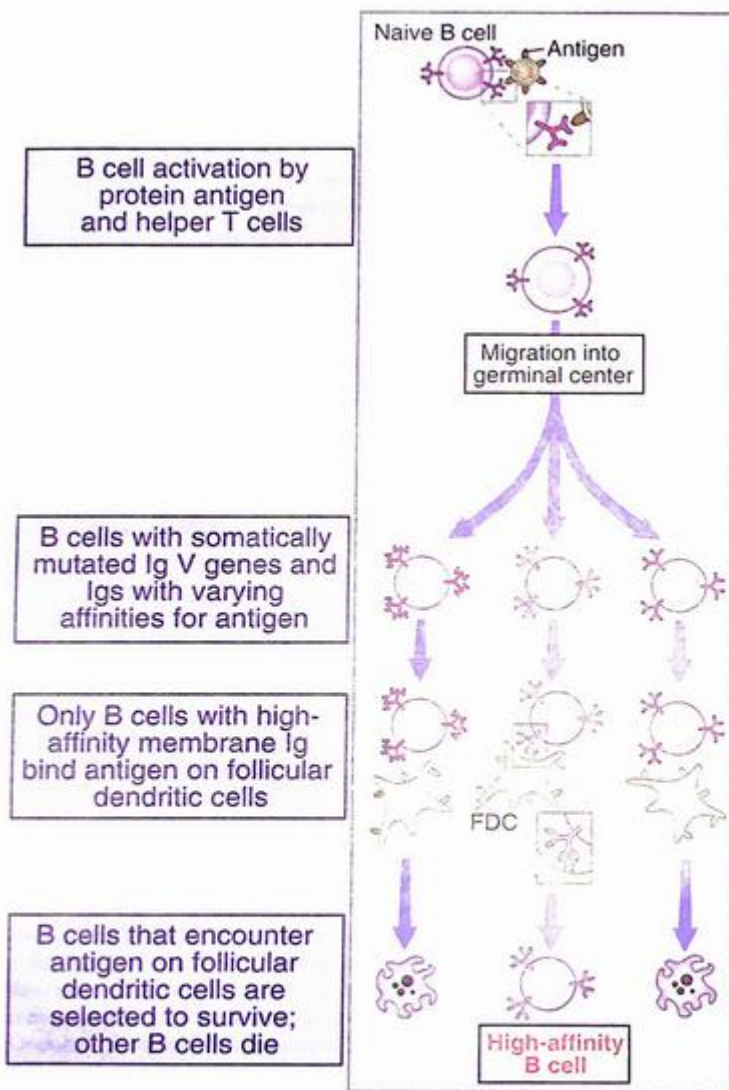 Naive B cell
Antigen
B cell activation by
protein antigen
and helper T cells
Migration into
germinal center
B cells with somatically
mutated Ig V genes and
Igs with varying
affinities for antigen
Only B cells with high-
affinity membrane Ig
bind antigen on follicular
dendritic cells
FDC
B cells that encounter
antigen on follicular
dendritic cells are
selected to survive;
other B cells die
High-affinity
B cell